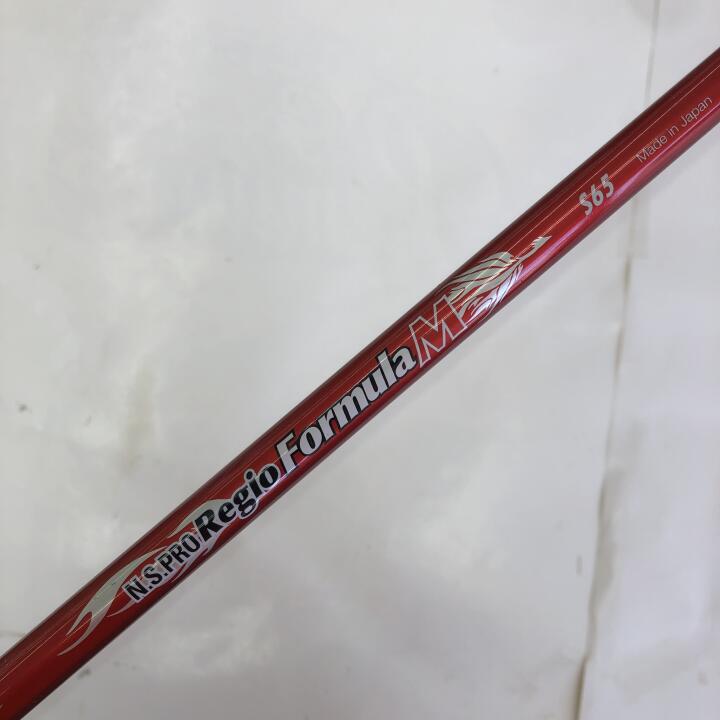 N.S.PRO Regio Formula M
S65
Made in Japan